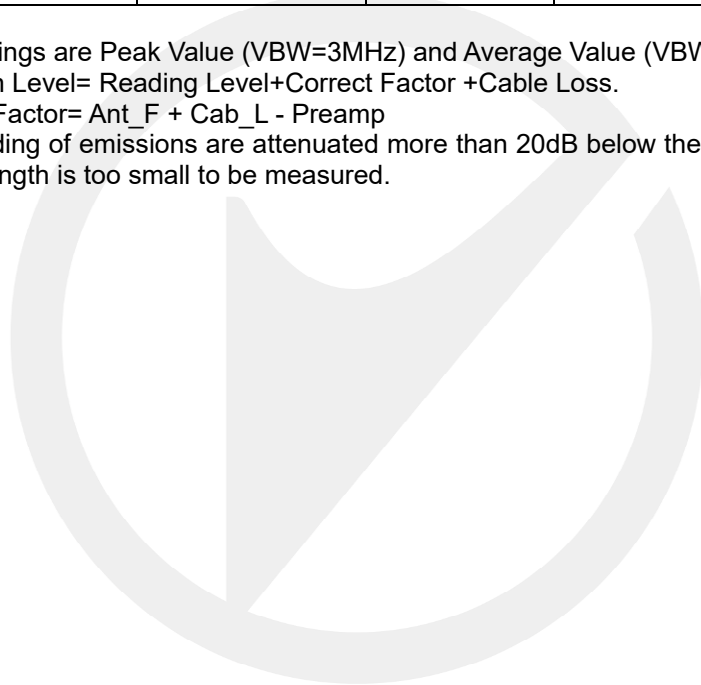 ings are Peak Value (VBW=3MHz) and Average Value (VBW
n Level= Reading Level+Correct Factor +Cable Loss.
Factor= Ant_F + Cab_L - Preamp
ding of emissions are attenuated more than 20dB below the
ngth is too small to be measured.